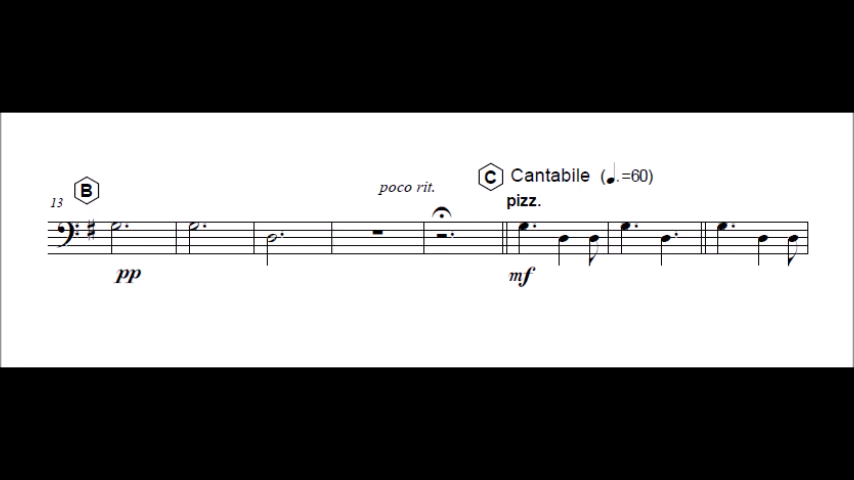 poco rit.
C Cantabile (♩.=60)
13 B
pizz.
pp
mf